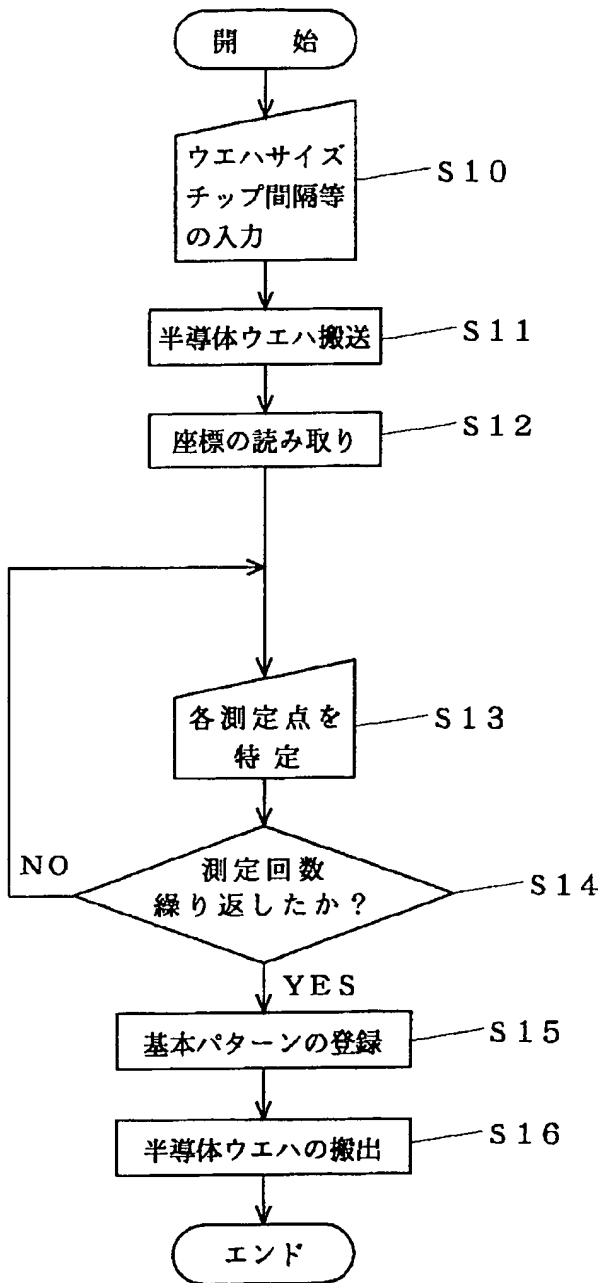 開　始
ウエハサイズ
チップ間隔等
の入力
S10
半導体ウエハ搬送
S11
座標の読み取り
S12
各測定点を
特定
S13
測定回数
繰り返したか？
S14
NO
YES
基本パターンの登録
S15
半導体ウエハの搬出
S16
エンド